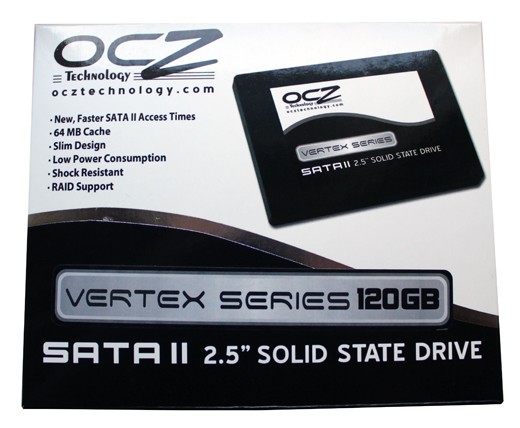 OCZ
Technology
ocztechnology.com
· New, Faster SATA II Access Times
· 64 MB Cache
· Slim Design
· Low Power Consumption
· Shock Resistant
· RAID Support
OCZ
Technology
ocztechnology.com
VERTEX SERIES
SATA II 2.5" SOLID STATE DRIVE
VERTEX SERIES 120GB
SATA II 2.5” SOLID STATE DRIVE